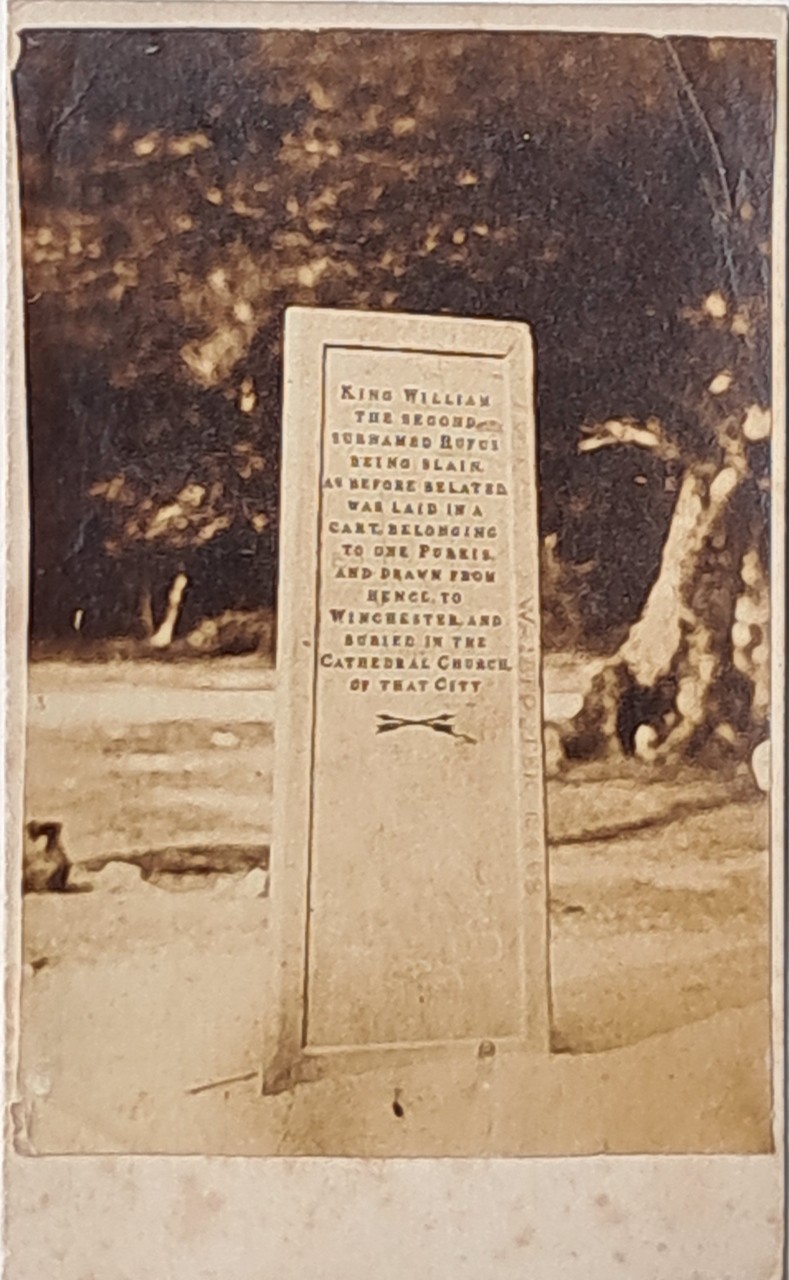 KING WILLIAM
THE SECOND,
SURNAMED RUFUS
BEING SLAIN,
AS BEFORE RELATED,
WAS LAID IN A
CART, BELONGING
TO ONE PURKIS,
AND DRAWN FROM
HENCE, TO
WINCHESTER, AND
BURIED IN THE
CATHEDRAL CHURCH,
OF THAT CITY